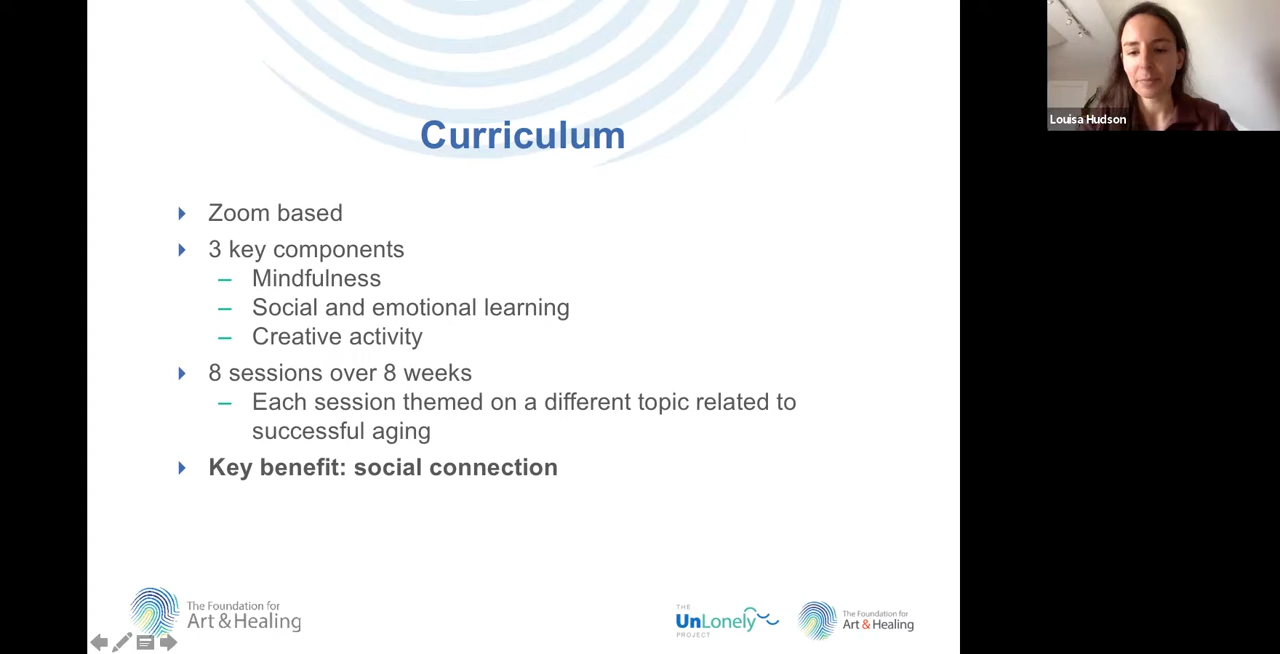 Curriculum
Zoom based
3 key components
– Mindfulness
– Social and emotional learning
– Creative activity
8 sessions over 8 weeks
– Each session themed on a different topic related to
successful aging
Key benefit: social connection
The Foundation for
Art & Healing
THE
UnLonely
PROJECT
The Foundation for
Art & Healing
Louisa Hudson